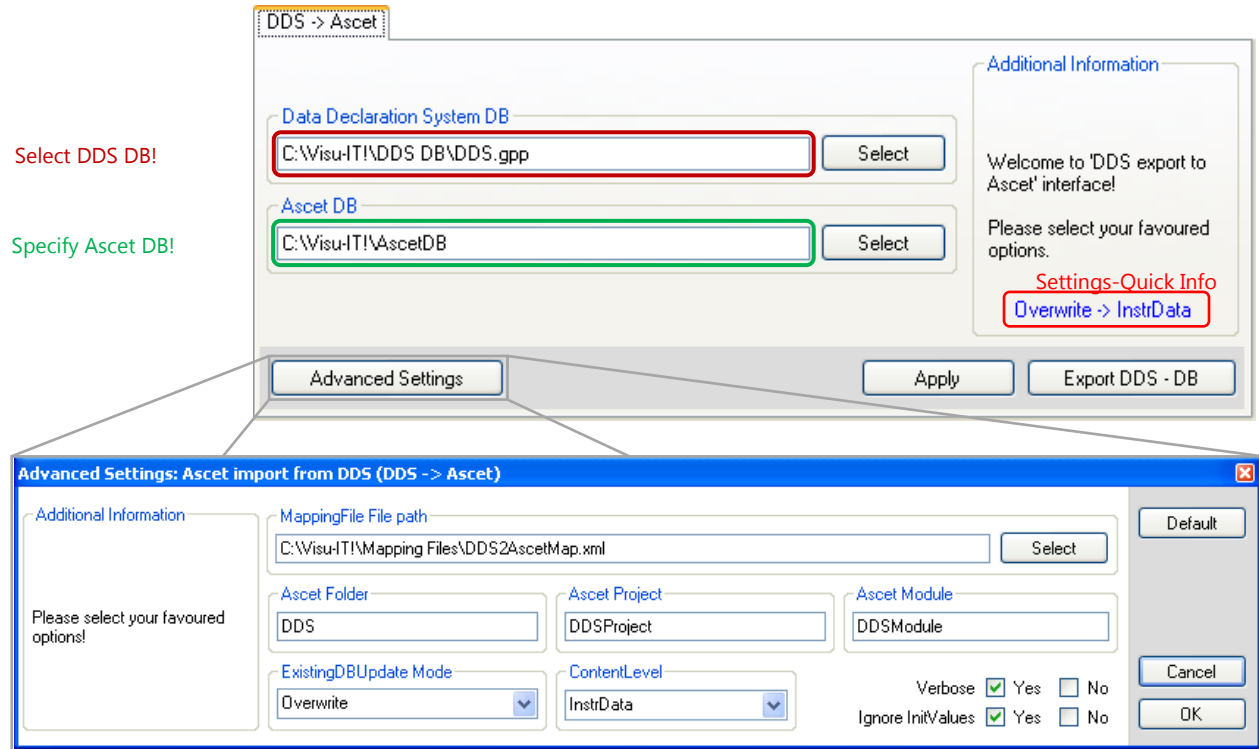 DDS -> Ascet
Additional Information
Data Declaration System DB
Select DDS DB!
C:\Visu-IT!\DDS DB\DDS.gpp
Select
Welcome to 'DDS export to
Ascet' interface!
Ascet DB
Specify Ascet DB!
C:\Visu-IT!\AscetDB
Select
Please select your favoured
options.
Settings-Quick Info
Overwrite -> InstrData
Advanced Settings
Apply
Export DDS - DB
Advanced Settings: Ascet import from DDS (DDS -> Ascet)
Additional Information
Please select your favoured
options!
MappingFile File path
C:\Visu-IT!\Mapping Files\DDS2AscetMap.xml
Select
Default
Ascet Folder
Ascet Project
Ascet Module
DDS
DDSProject
DDSModule
ExistingDBUpdate Mode
ContentLevel
Overwrite
InstrData
Verbose Yes No
Ignore InitValues Yes No
Cancel
OK